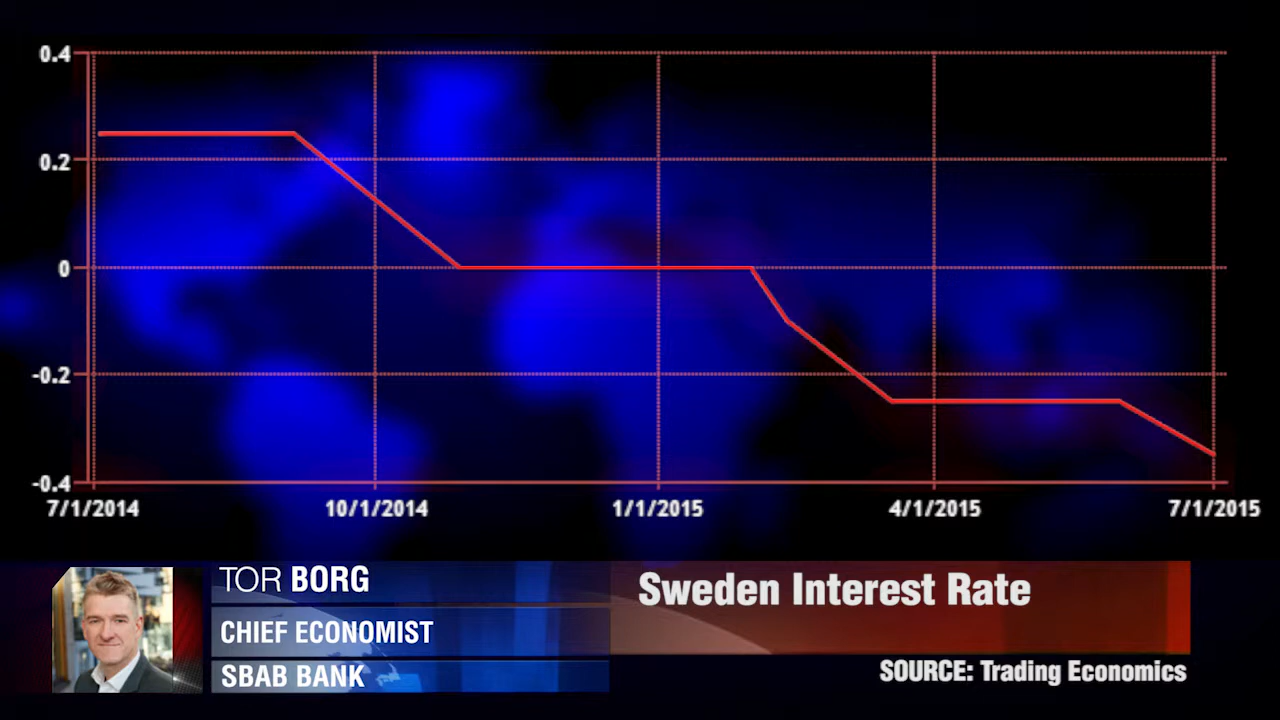 0.4
0.2
0
-0.2
-0.4
7/1/2014 10/1/2014 1/1/2015 4/1/2015 7/1/2015
TOR BORG
CHIEF ECONOMIST
SBAB BANK
Sweden Interest Rate
SOURCE: Trading Economics